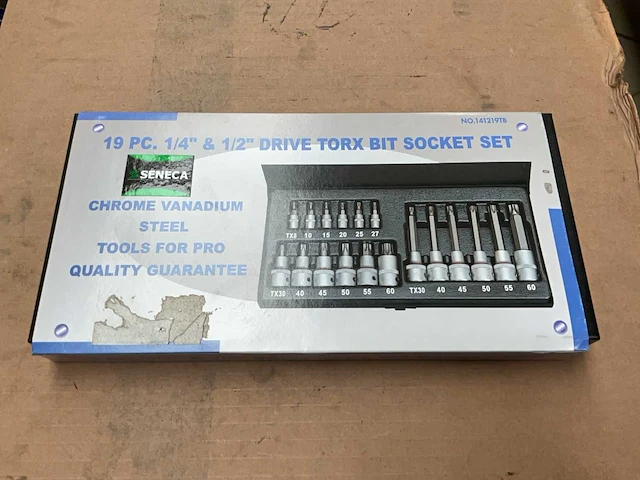 NO.141219TB
19 PC. 1/4" & 1/2" DRIVE TORX BIT SOCKET SET
SENECA
CHROME VANADIUM
STEEL
TOOLS FOR PRO
QUALITY GUARANTEE
TX8 10 15 20 25 27
TX30 40 45 50 55 60
TX30 40 45 50 55 60